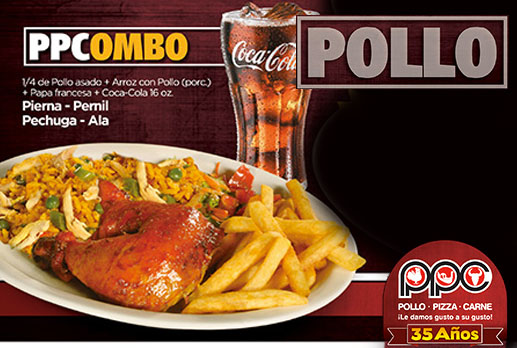 PPCOMBO
1/4 de Pollo asado + Arroz con Pollo (porc.)
+ Papa francesa + Coca-Cola 16 oz.
Pierna - Pernil
Pechuga - Ala
Coca-Cola
POLLO
ppc
POLLO · PIZZA · CARNE
¡Le damos gusto a su gusto!
35 Años